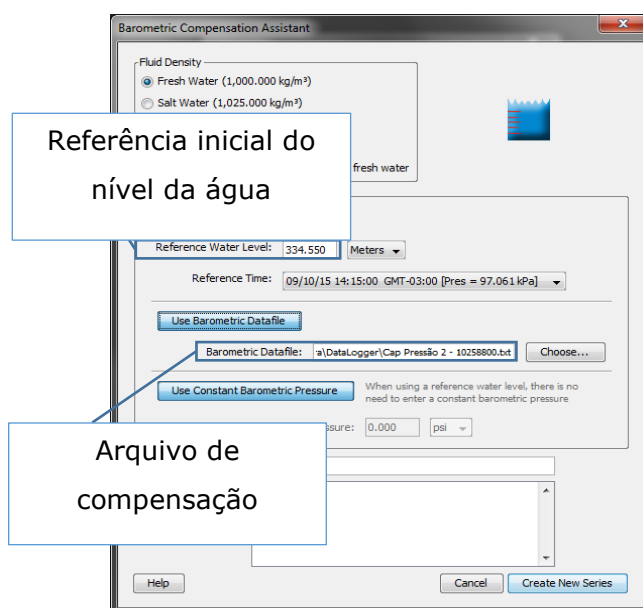 Barometric Compensation Assistant
Fluid Density
Fresh Water (1,000.000 kg/m³)
Salt Water (1,025.000 kg/m³)
Referência inicial do
nível da água
fresh water
Reference Water Level: 334.550 Meters
Reference Time: 09/10/15 14:15:00 GMT-03:00 [Pres = 97.061 kPa]
Use Barometric Datafile
Barometric Datafile: a\DataLogger\Cap Pressão 2 - 10258800.txt Choose...
Use Constant Barometric Pressure When using a reference water level, there is no
need to enter a constant barometric pressure
ssure: 0.000 psi
Arquivo de
compensação
Help Cancel Create New Series